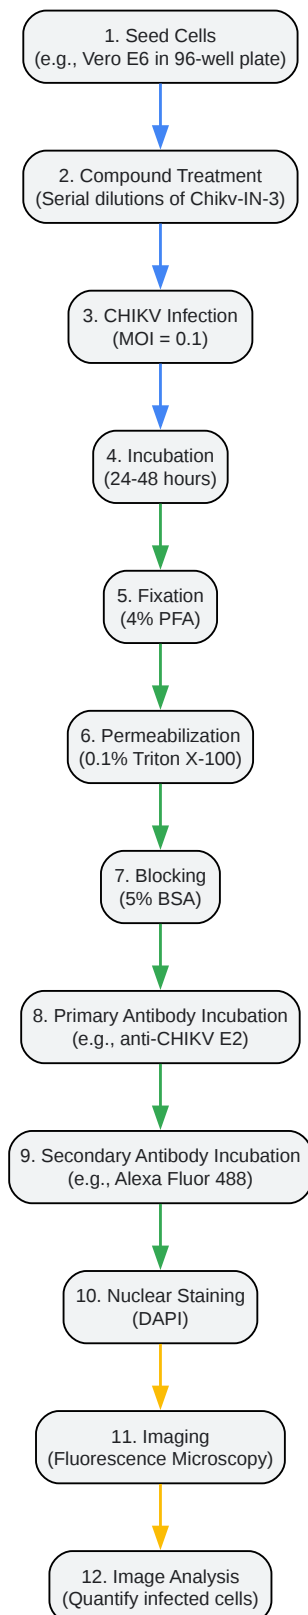 1. Seed Cells
(e.g., Vero E6 in 96-well plate)
2. Compound Treatment
(Serial dilutions of Chikv-IN-3)
3. CHIKV Infection
(MOI = 0.1)
4. Incubation
(24-48 hours)
5. Fixation
(4% PFA)
6. Permeabilization
(0.1% Triton X-100)
7. Blocking
(5% BSA)
8. Primary Antibody Incubation
(e.g., anti-CHIKV E2)
9. Secondary Antibody Incubation
(e.g., Alexa Fluor 488)
10. Nuclear Staining
(DAPI)
11. Imaging
(Fluorescence Microscopy)
12. Image Analysis
(Quantify infected cells)